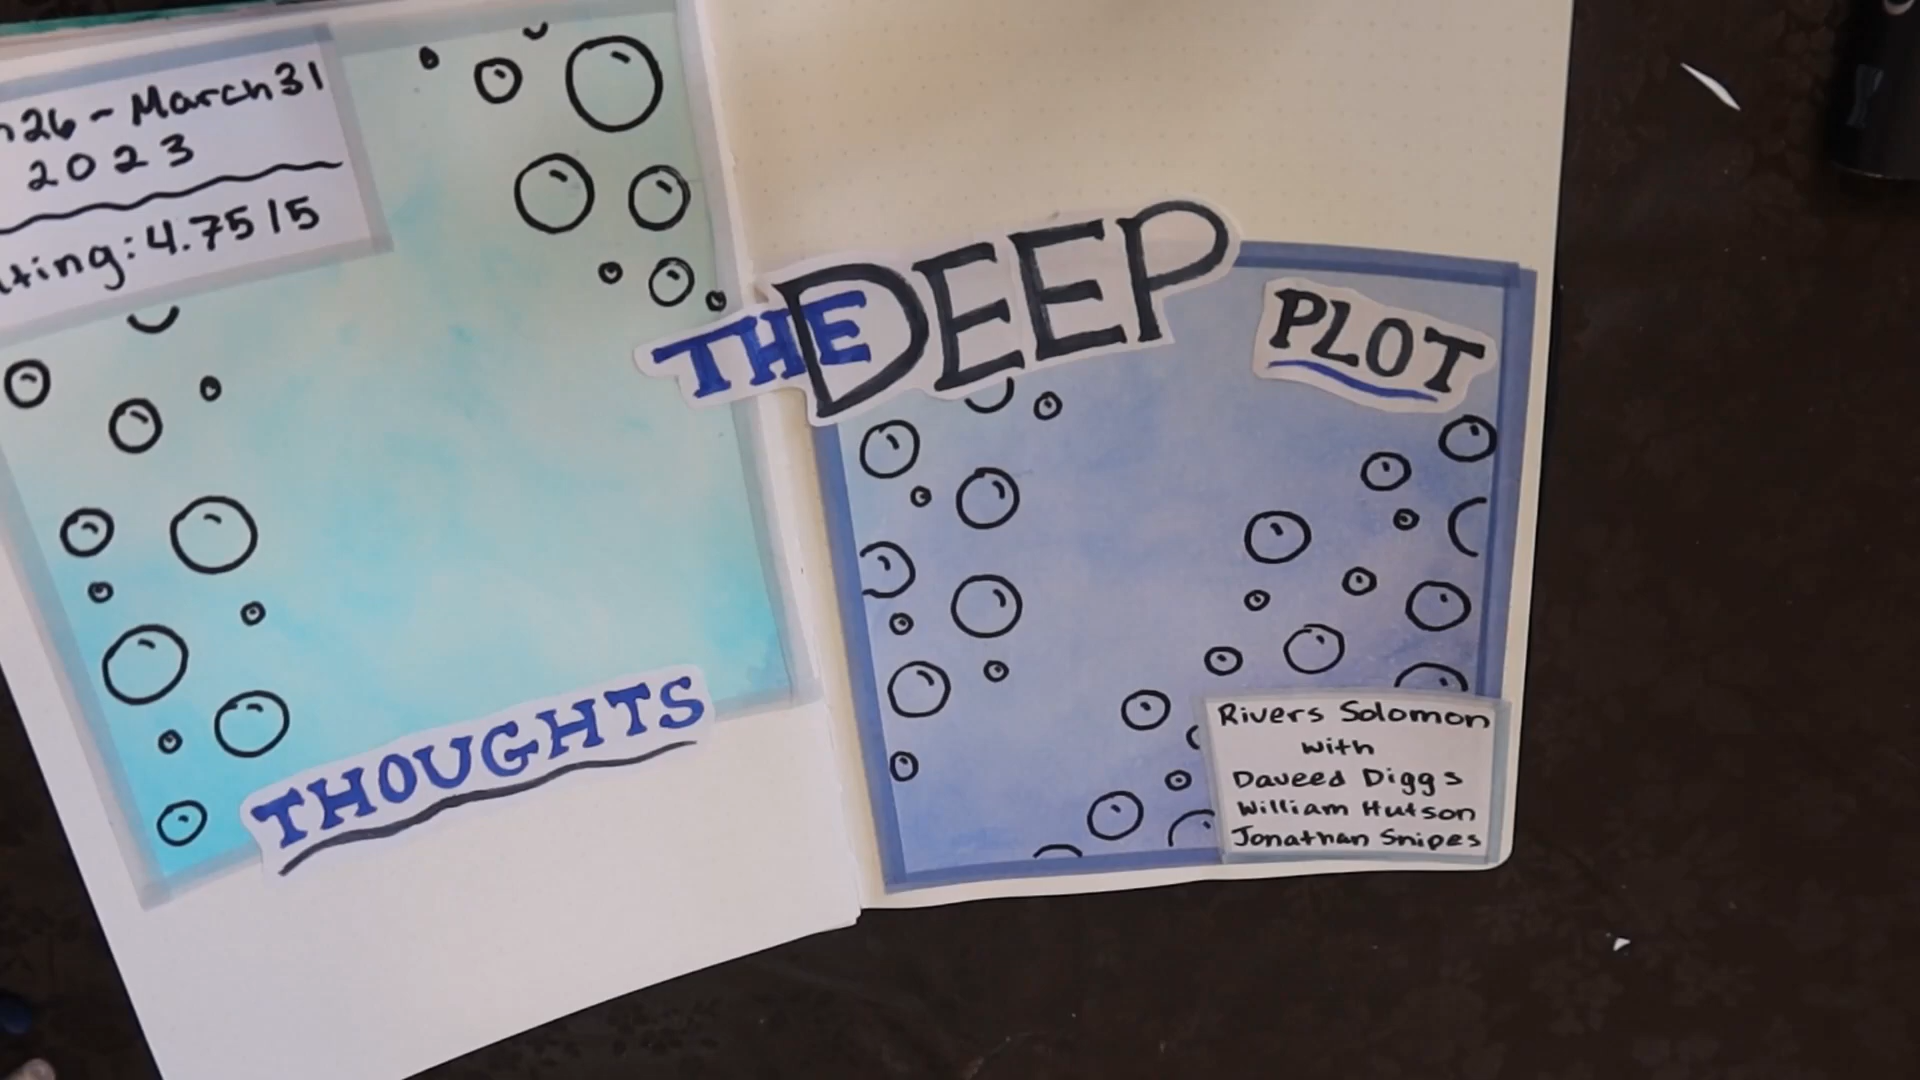 26 - March 31
2023
4.75/5
THOUGHTS
THE DEEP
PLOT
Rivers Solomon
with
Daveed Diggs
William Hutson
Jonathan Snipes